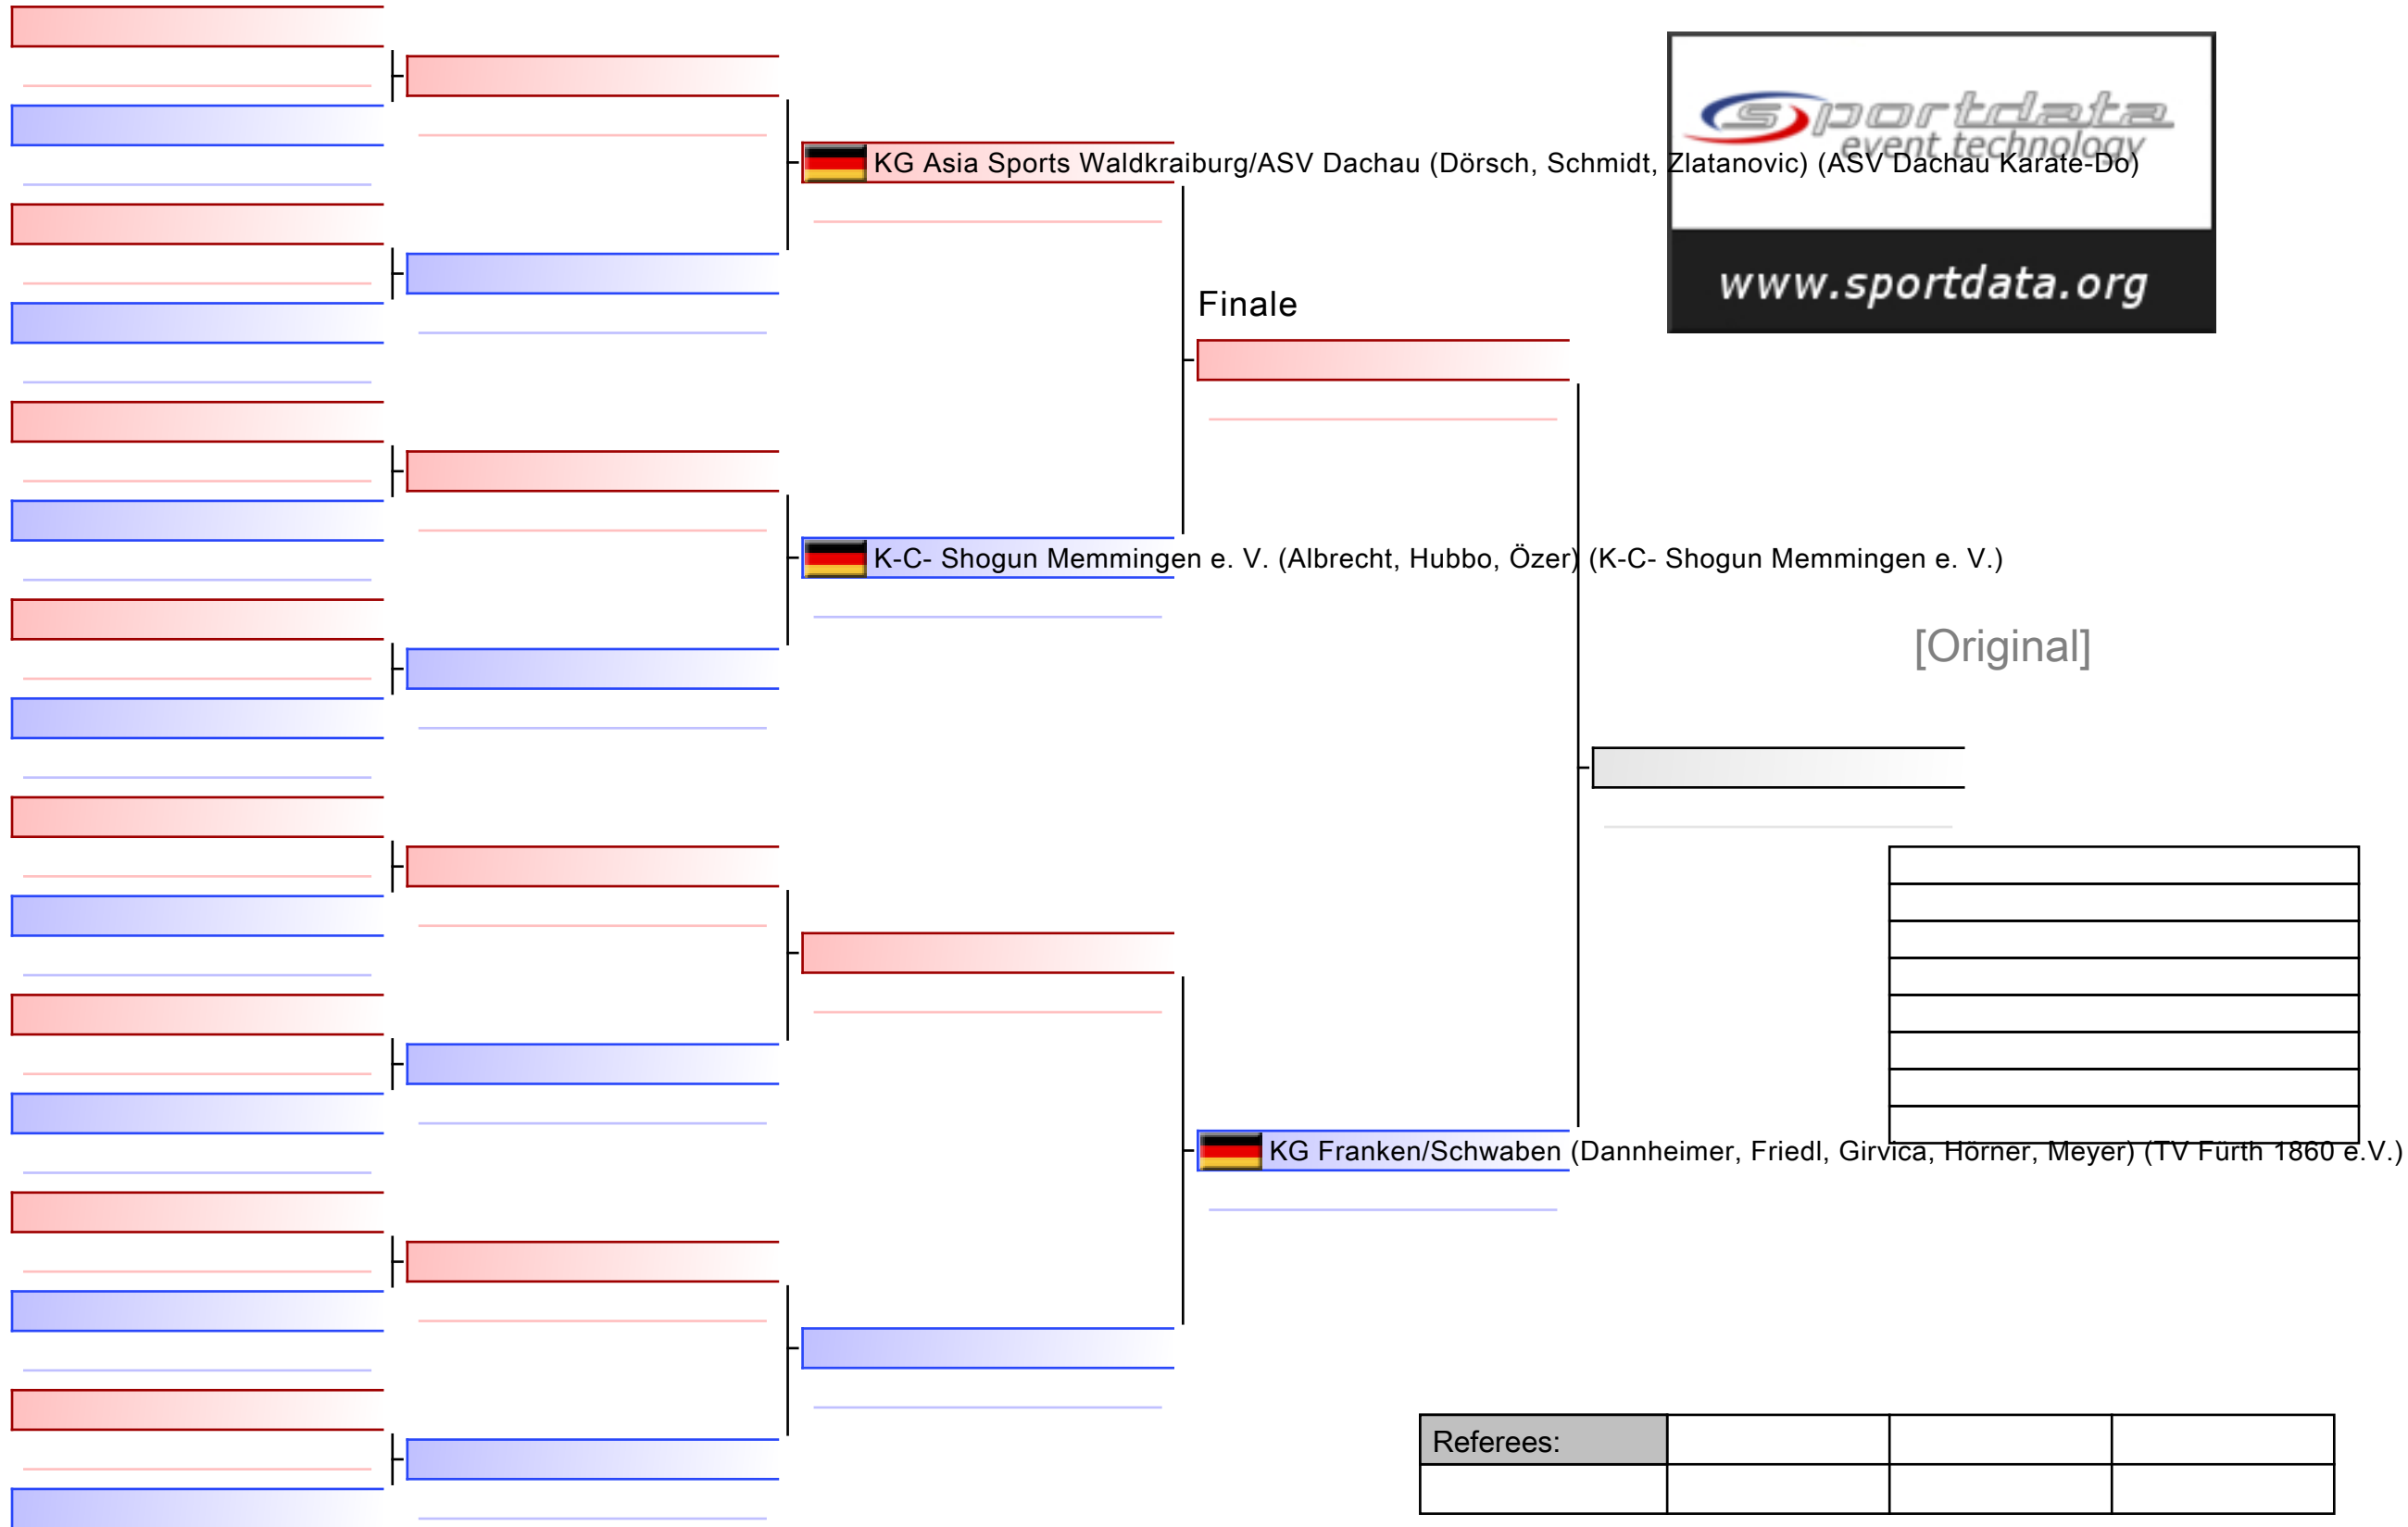 sportdata
event technology
KG Asia Sports Waldkraiburg/ASV Dachau (Dörsch, Schmidt, Zlatanovic) (ASV Dachau Karate-Do)
www.sportdata.org
Finale
K-C- Shogun Memmingen e. V. (Albrecht, Hubbo, Özer) (K-C- Shogun Memmingen e. V.)
[Original]
KG Franken/Schwaben (Dannheimer, Friedl, Girvica, Hörner, Meyer) (TV Fürth 1860 e.V.)
Referees: